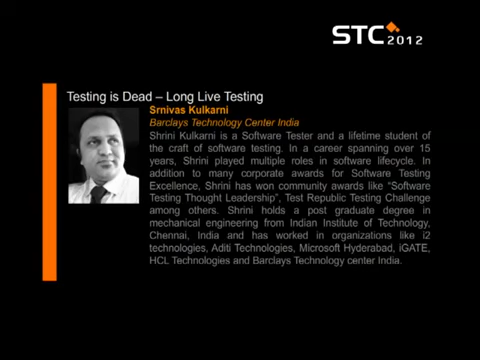 STC 2012
Testing is Dead – Long Live Testing
Srnivas Kulkarni
Barclays Technology Center India
Shrini Kulkarni is a Software Tester and a lifetime student of
the craft of software testing. In a career spanning over 15
years, Shrini played multiple roles in software lifecycle. In
addition to many corporate awards for Software Testing
Excellence, Shrini has won community awards like “Software
Testing Thought Leadership”, Test Republic Testing Challenge
among others. Shrini holds a post graduate degree in
mechanical engineering from Indian Institute of Technology,
Chennai, India and has worked in organizations like i2
technologies, Aditi Technologies, Microsoft Hyderabad, iGATE,
HCL Technologies and Barclays Technology center India.